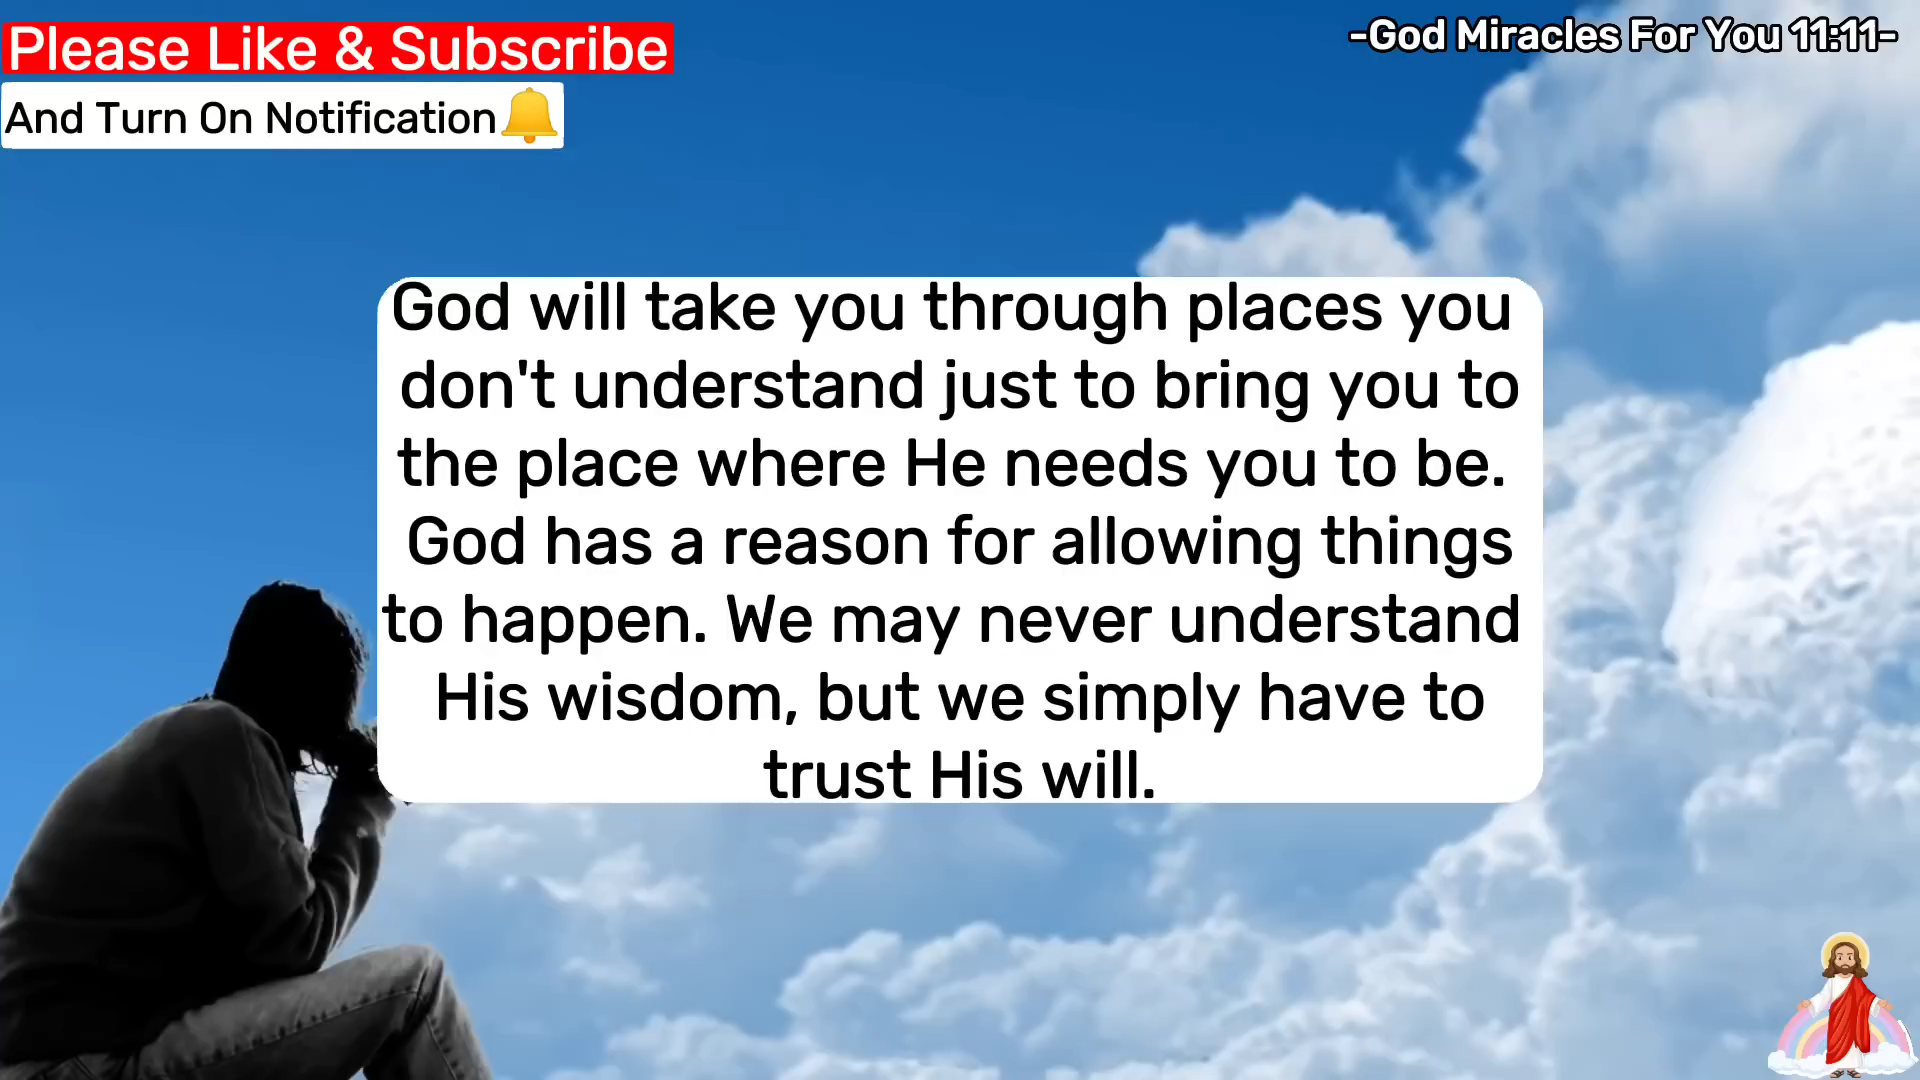 Please Like & Subscribe
And Turn On Notification
-God Miracles For You 11:11-
God will take you through places you
don't understand just to bring you to
the place where He needs you to be.
God has a reason for allowing things
to happen. We may never understand
His wisdom, but we simply have to
trust His will.